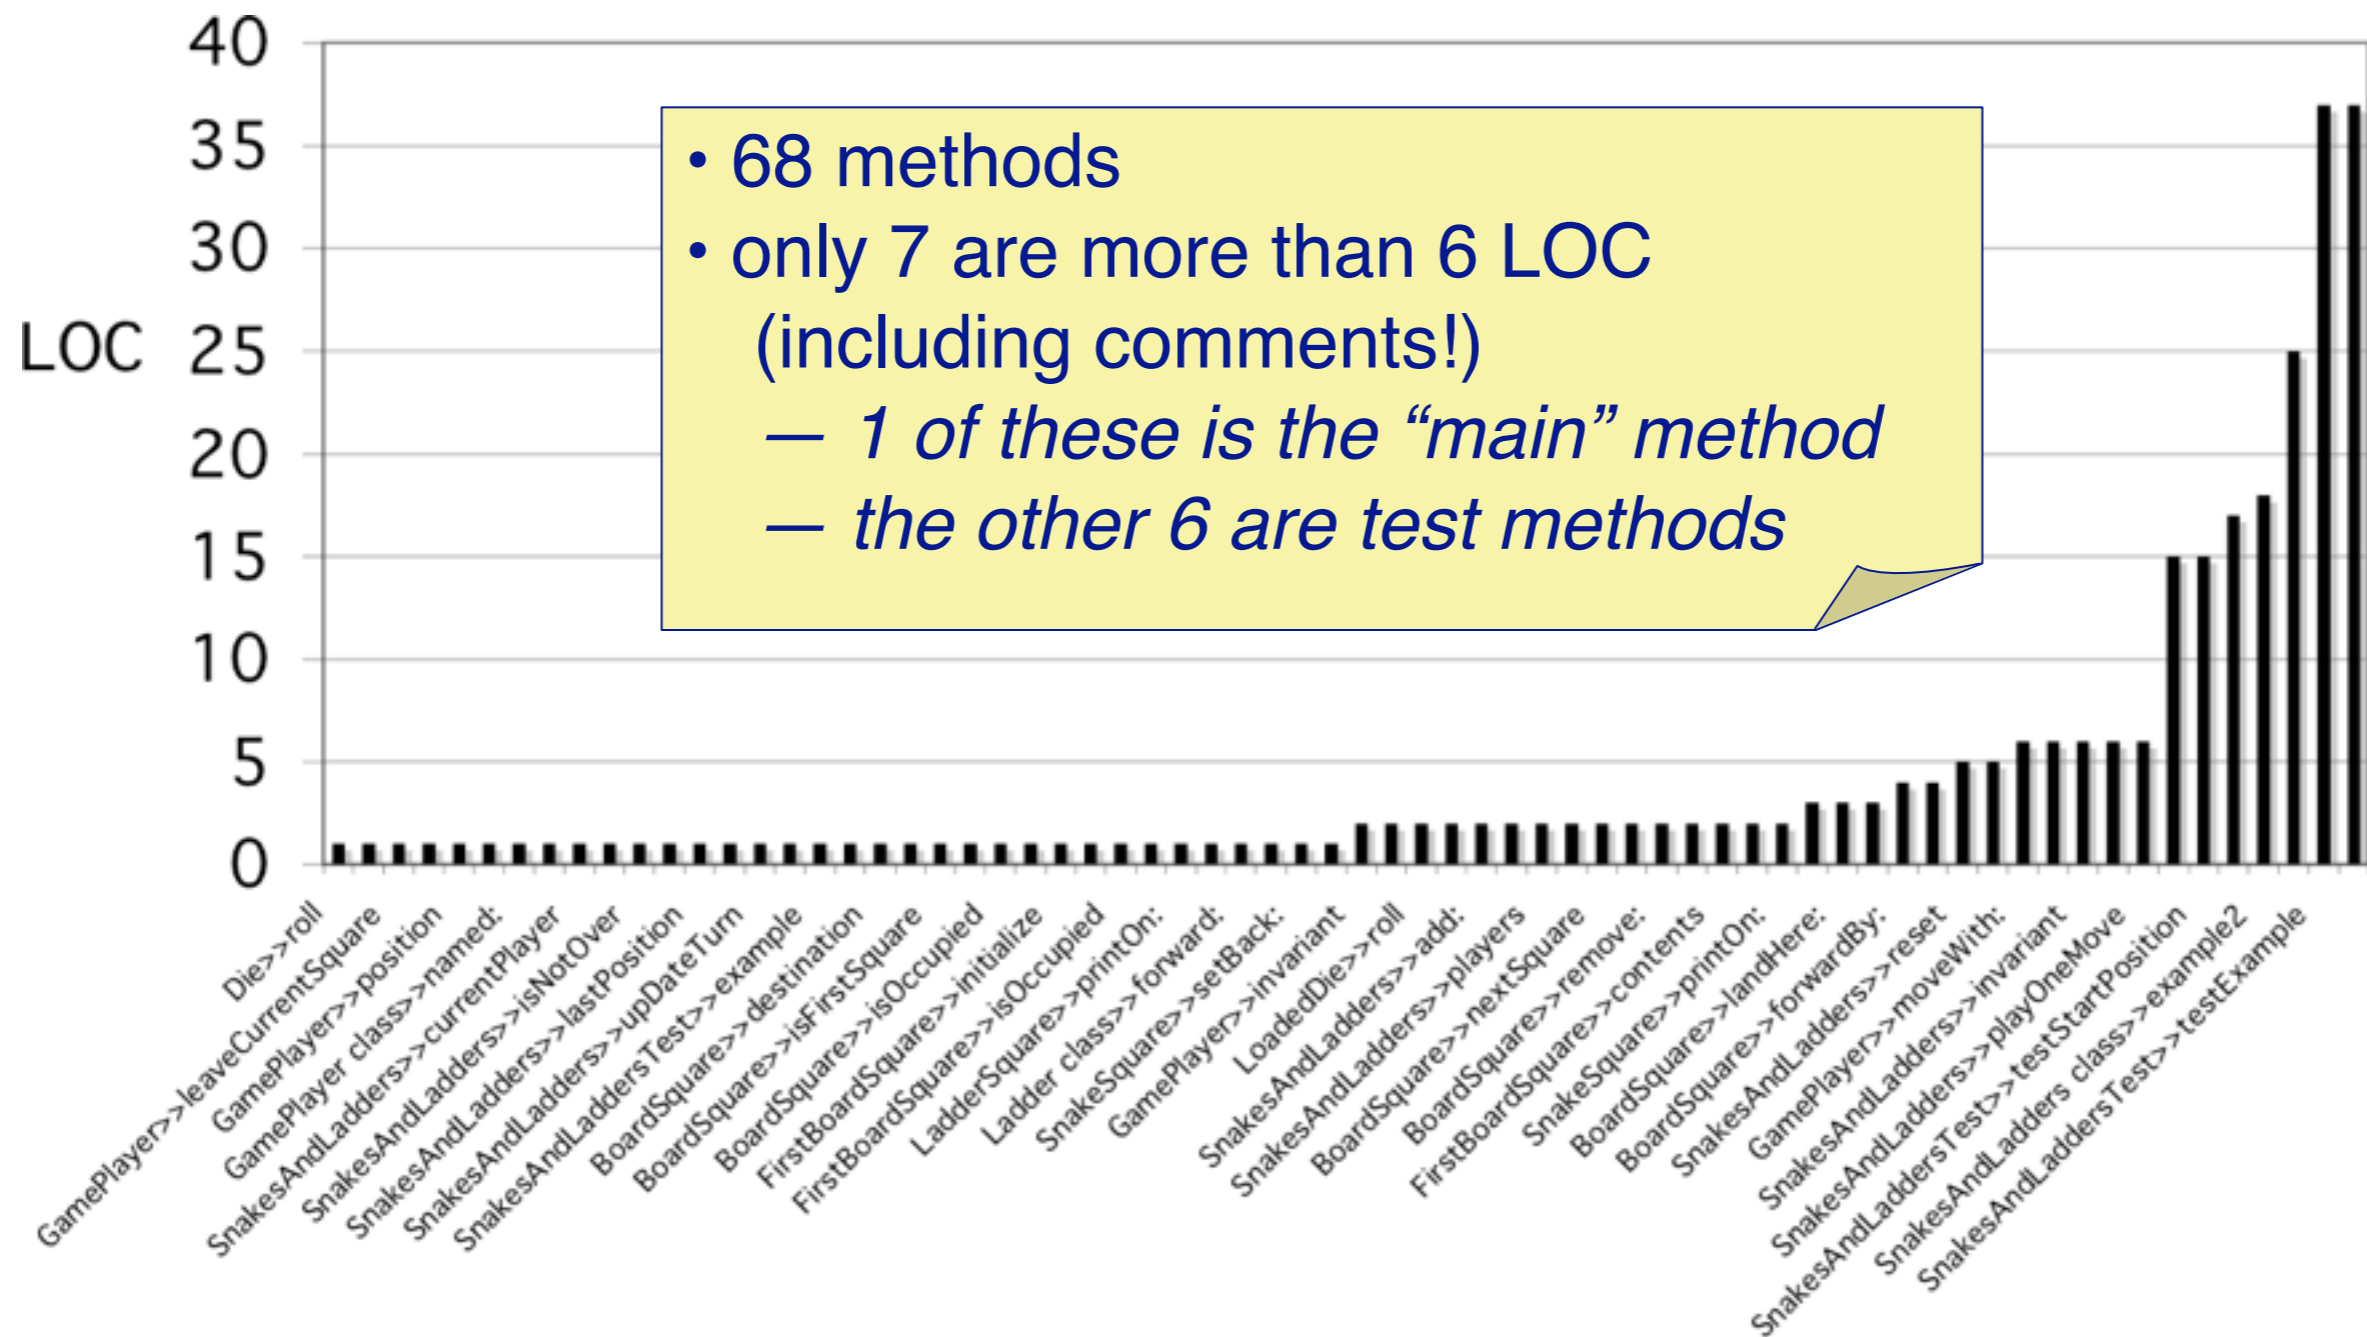 40
35
30
LOC 25
20
15
10
5
0
• 68 methods
• only 7 are more than 6 LOC
(including comments!)
— 1 of these is the “main” method
— the other 6 are test methods
Die>>roll
GamePlayer>>leaveCurrentSquare
GamePlayer>>position
GamePlayer class>>named:
SnakesAndLadders>>currentPlayer
SnakesAndLadders>>isNotOver
SnakesAndLadders>>lastPosition
SnakesAndLadders>>upDateTurn
SnakesAndLaddersTest>>example
BoardSquare>>destination
BoardSquare>>isFirstSquare
BoardSquare>>isOccupied
FirstBoardSquare>>initialize
FirstBoardSquare>>isOccupied
LadderSquare>>printOn:
Ladder class>>forward:
SnakeSquare>>setBack:
GamePlayer>>invariant
LoadedDie>>roll
SnakesAndLadders>>add:
SnakesAndLadders>>players
BoardSquare>>nextSquare
BoardSquare>>remove:
FirstBoardSquare>>contents
SnakeSquare>>printOn:
BoardSquare>>landHere:
BoardSquare>>forwardBy:
SnakesAndLadders>>reset
GamePlayer>>moveWith:
SnakesAndLadders>>invariant
SnakesAndLadders>>playOneMove
SnakesAndLaddersTest>>testStartPosition
SnakesAndLadders class>>example2
SnakesAndLaddersTest>>testExample